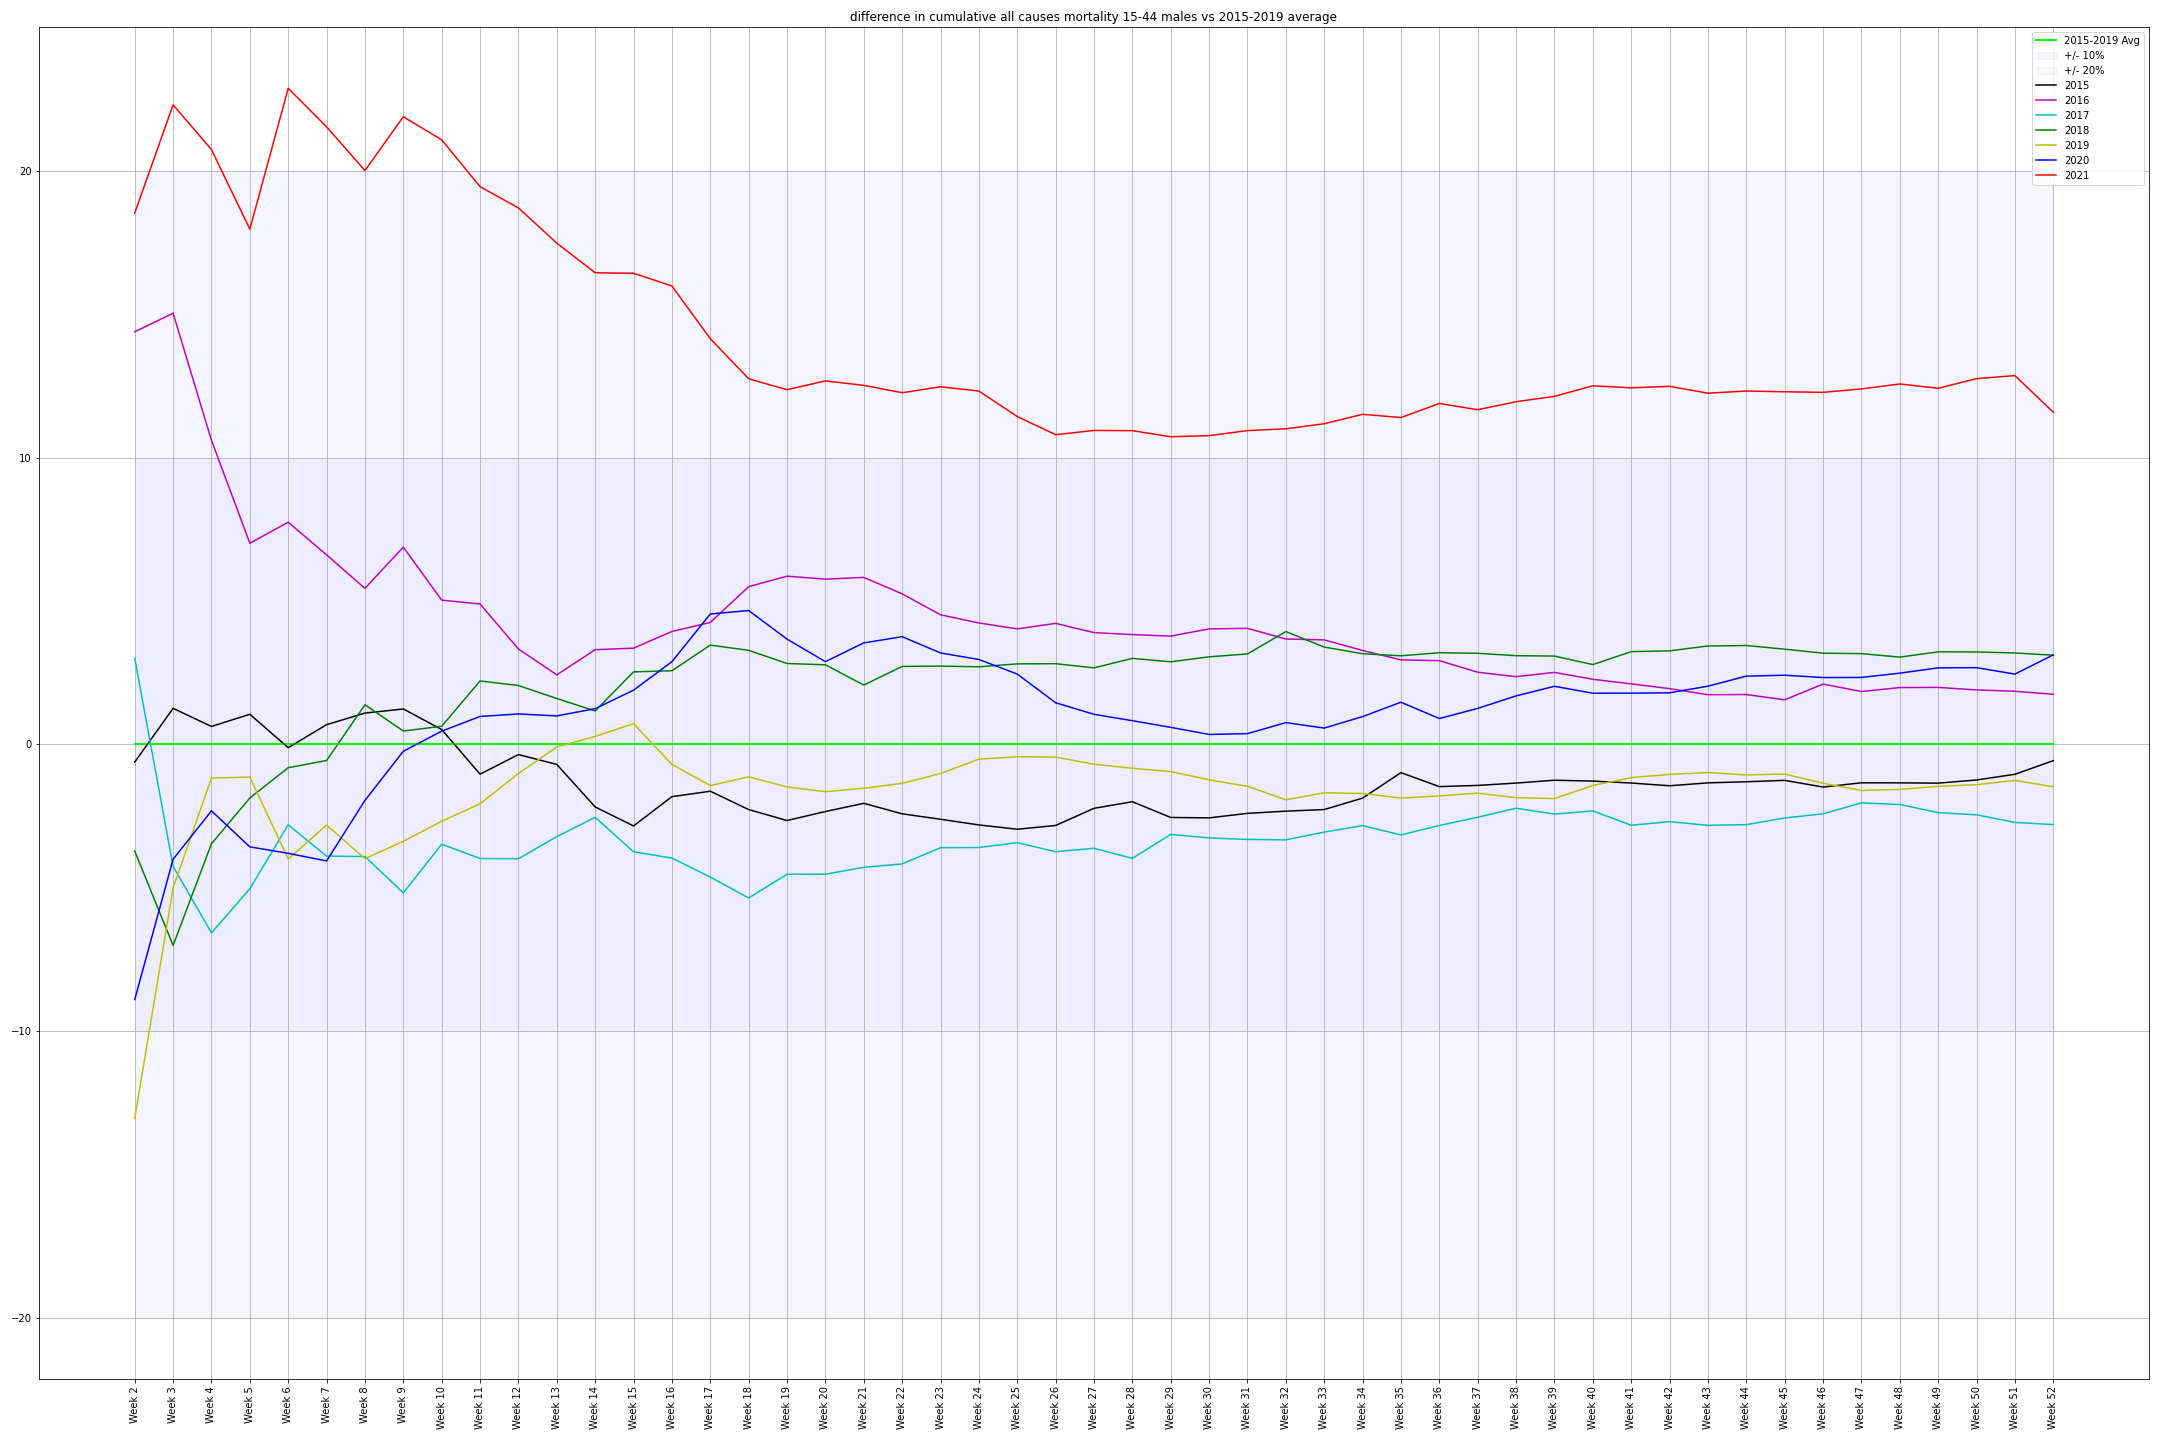 difference in cumulative all causes mortality 15-44 males vs 2015-2019 average
2015-2019 Avg
+/- 10%
+/- 20%
2015
2016
2017
2018
2019
2020
2021
20
10
0
−10
−20
Week 2
Week 3
Week 4
Week 5
Week 6
Week 7
Week 8
Week 9
Week 10
Week 11
Week 12
Week 13
Week 14
Week 15
Week 16
Week 17
Week 18
Week 19
Week 20
Week 21
Week 22
Week 23
Week 24
Week 25
Week 26
Week 27
Week 28
Week 29
Week 30
Week 31
Week 32
Week 33
Week 34
Week 35
Week 36
Week 37
Week 38
Week 39
Week 40
Week 41
Week 42
Week 43
Week 44
Week 45
Week 46
Week 47
Week 48
Week 49
Week 50
Week 51
Week 52